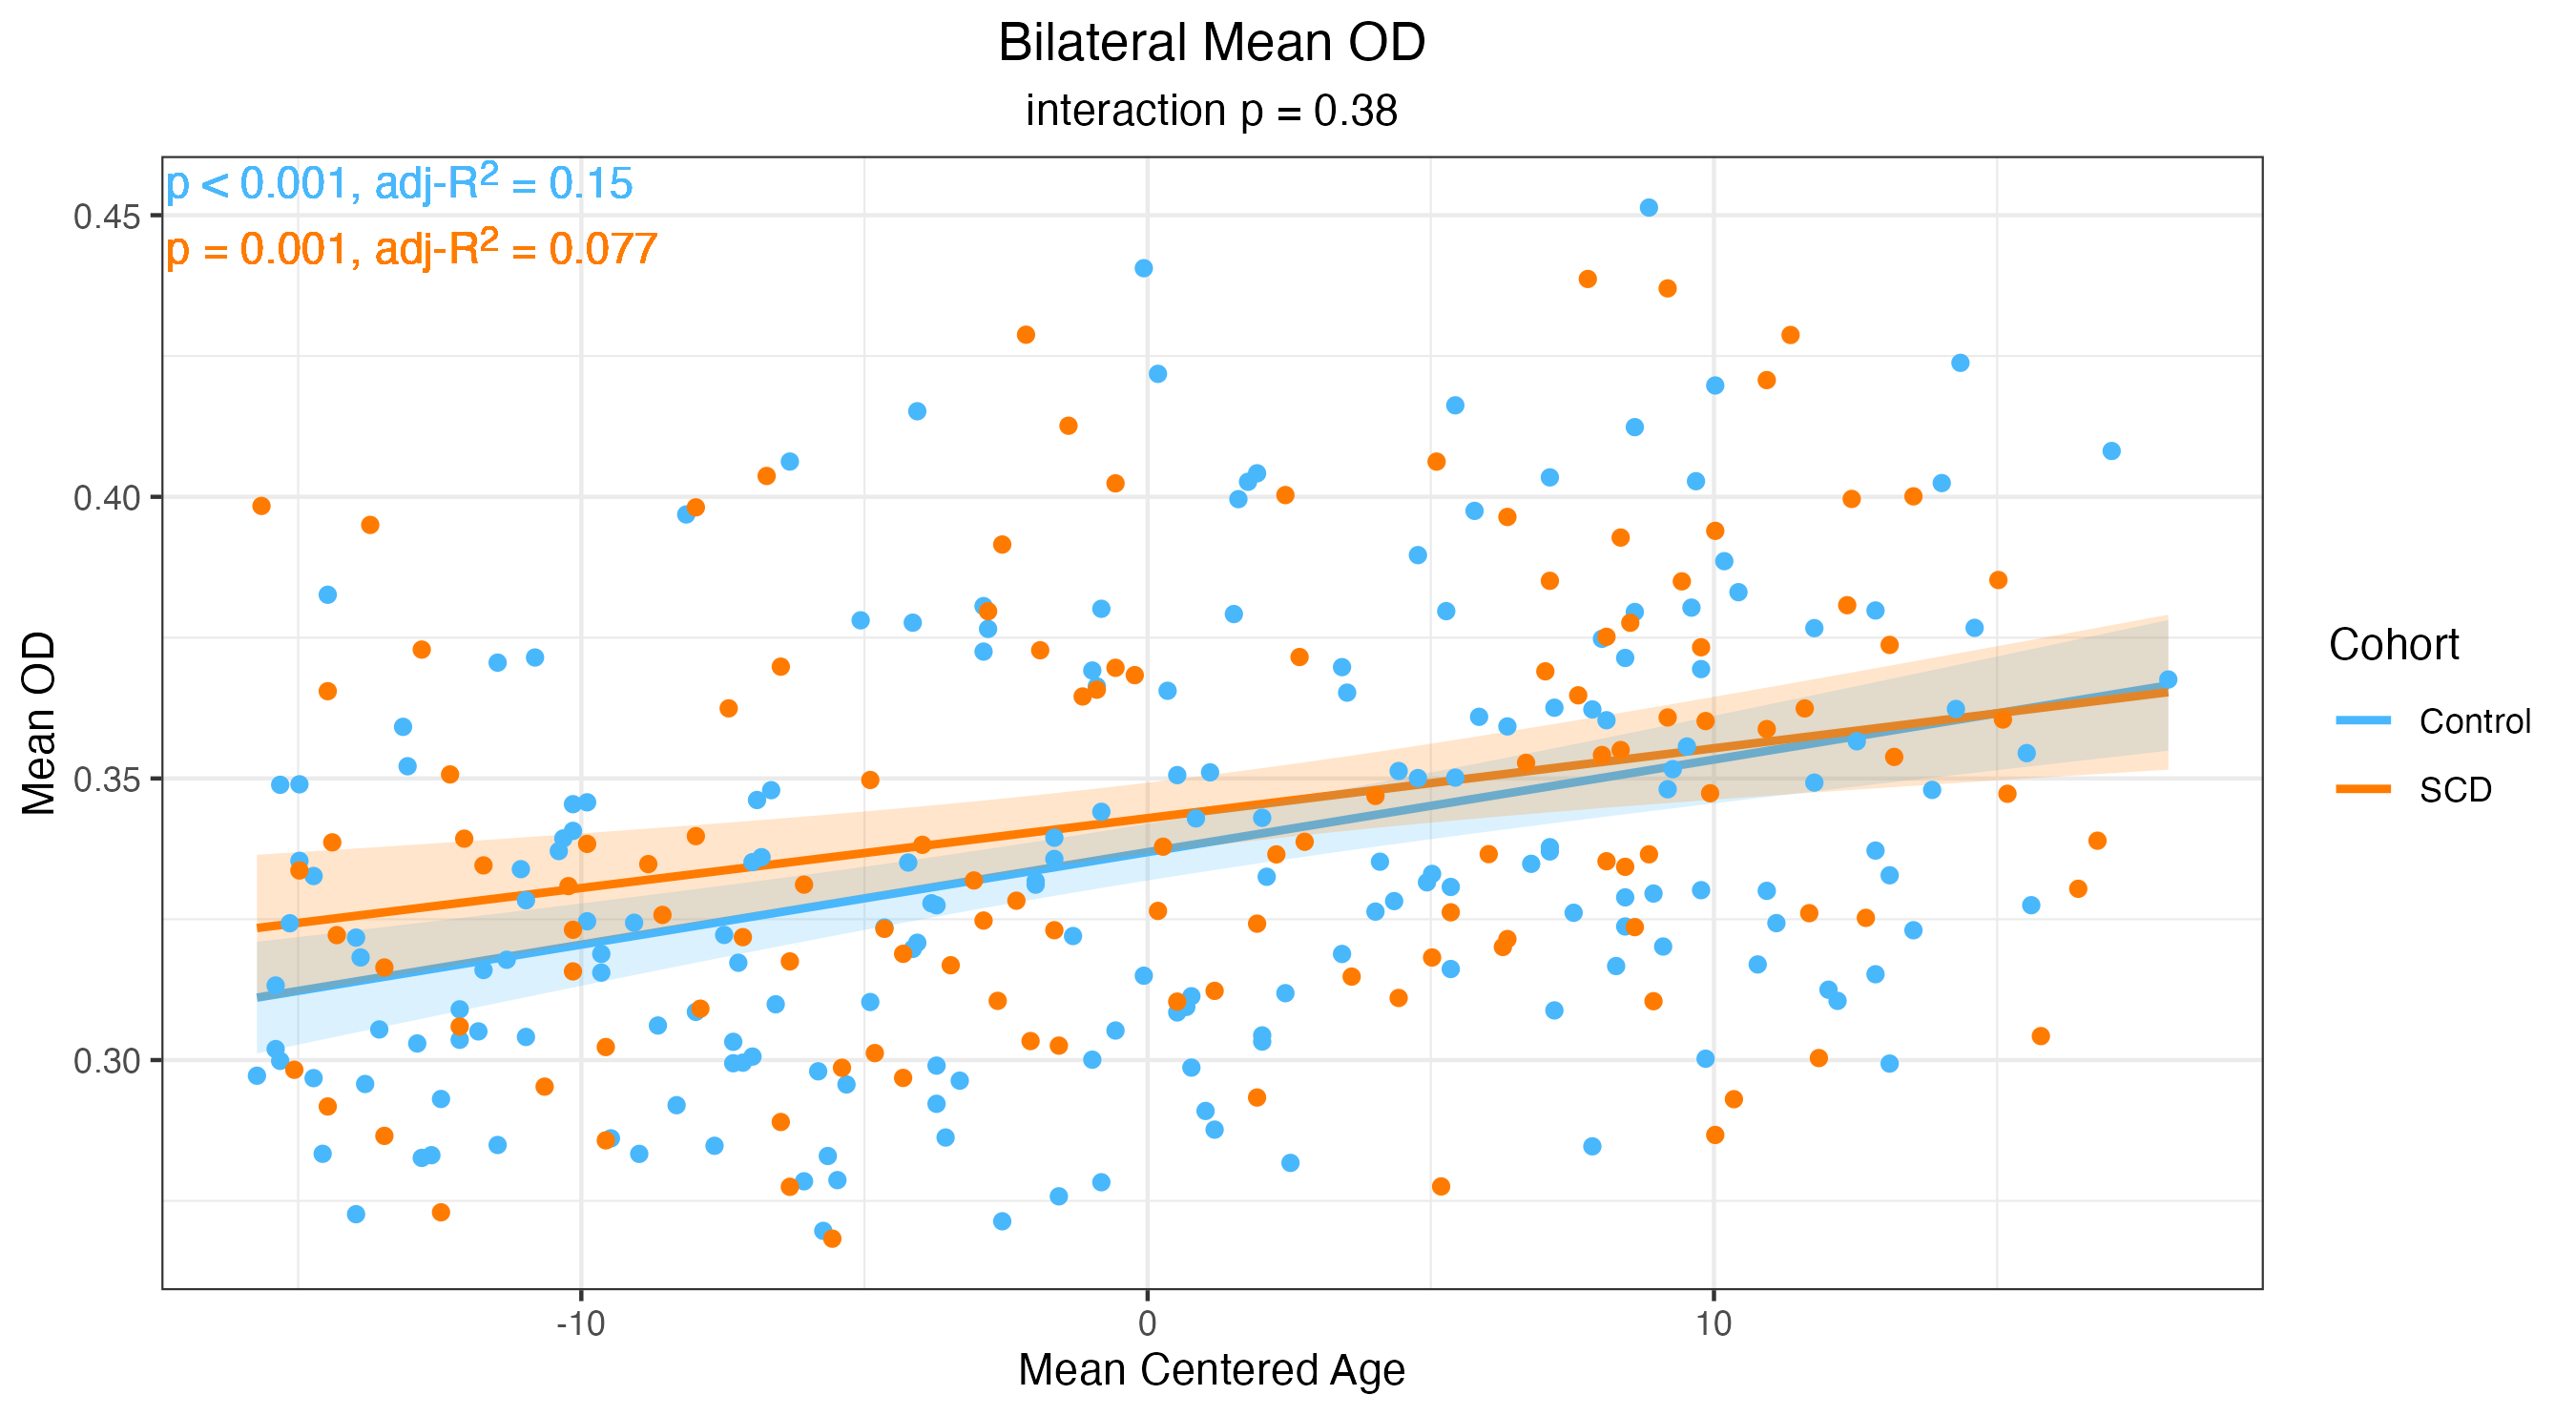 Bilateral Mean OD
interaction p = 0.38
p < 0.001, adj-R² = 0.15
p = 0.001, adj-R² = 0.077
Mean OD
0.45
0.40
0.35
0.30
-10
0
10
Mean Centered Age
Cohort
Control
SCD